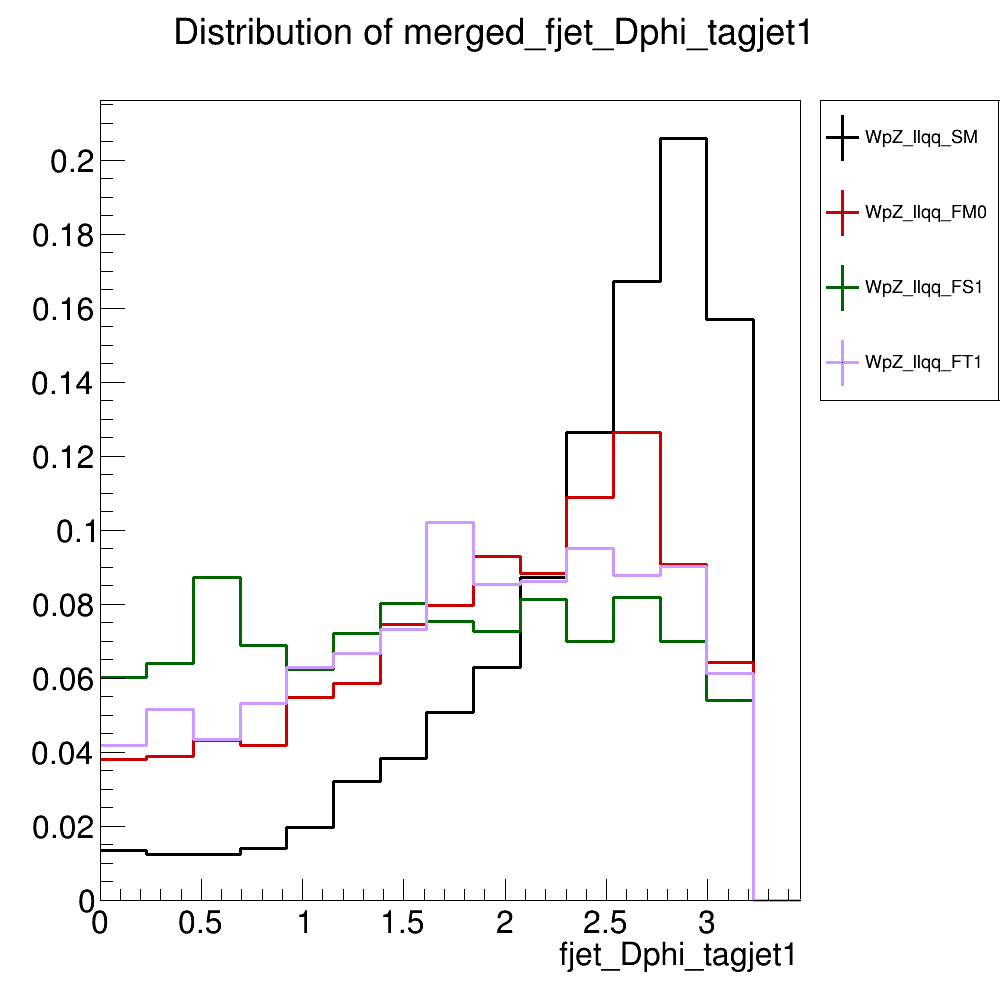 Distribution of merged_fjet_Dphi_tagjet1
WpZ_llqq_SM
WpZ_llqq_FM0
WpZ_llqq_FS1
WpZ_llqq_FT1
0.2
0.18
0.16
0.14
0.12
0.1
0.08
0.06
0.04
0.02
0
0 0.5 1 1.5 2 2.5 3
fjet_Dphi_tagjet1